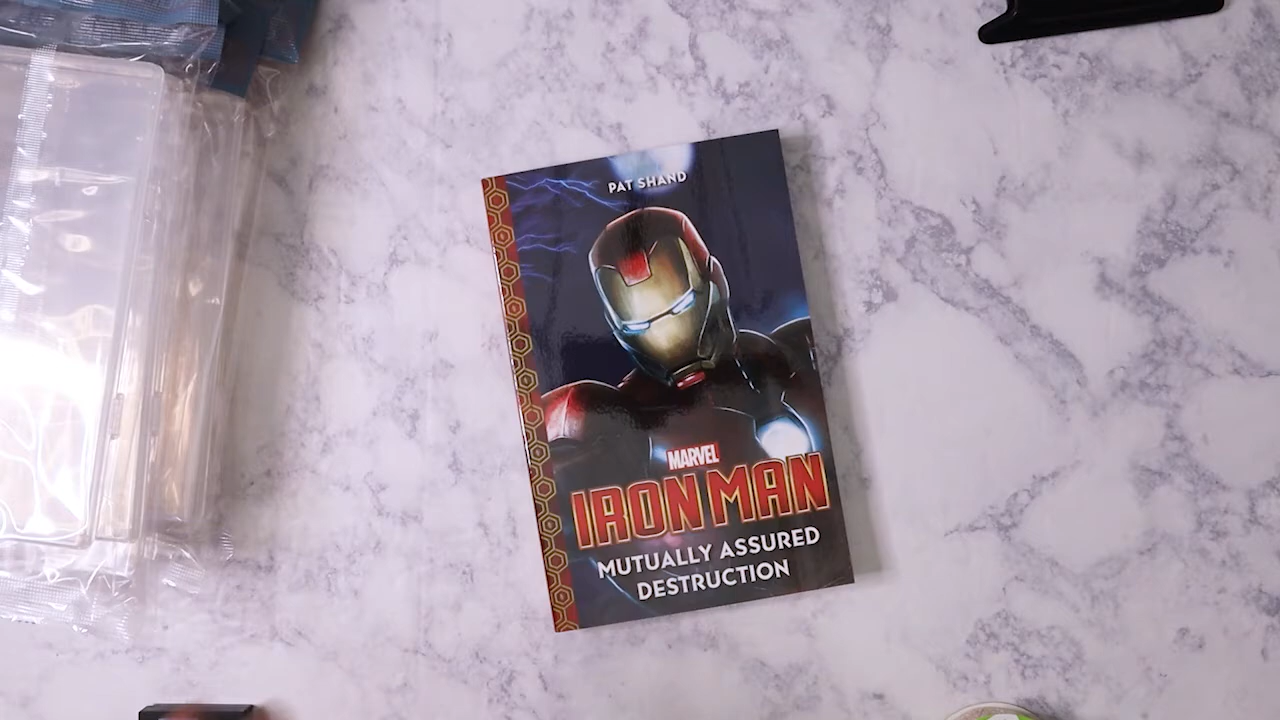 PAT SHAND
MARVEL
IRON MAN
MUTUALLY ASSURED
DESTRUCTION